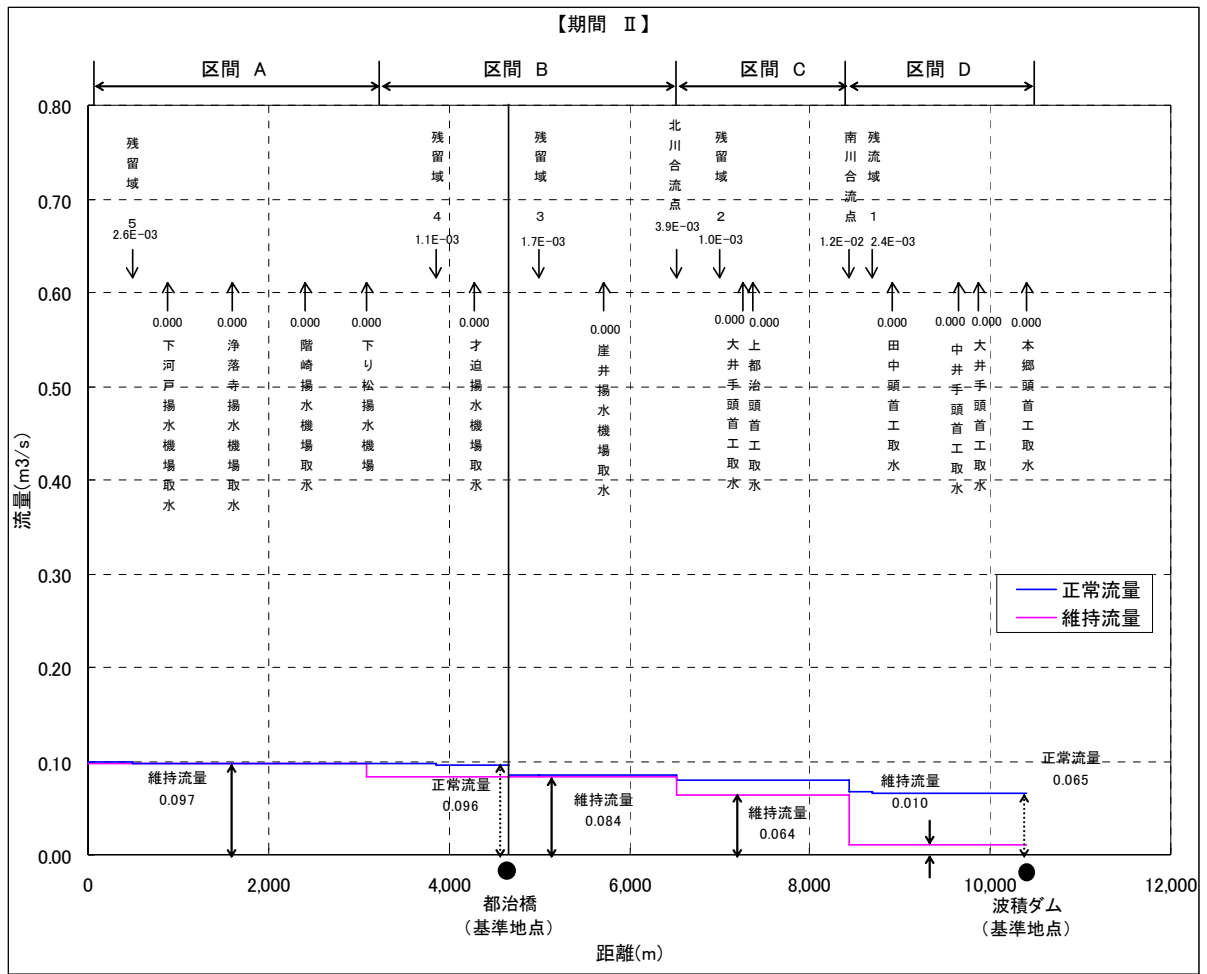 【期間 Ⅱ】
区間 A
区間 B
区間 C
区間 D
0.80
0.70
0.60
0.50
0.40
0.30
0.20
0.10
0.00
流量(m3/s)
残留域 5
2.6E-03
残留域 4
1.1E-03
残留域 3
1.7E-03
北川合流点
3.9E-03
残留域 2
1.0E-03
南川合流点
1.2E-02
残流域 1
2.4E-03
0.000
下河戸揚水機場取水
0.000
浄落寺揚水機場取水
0.000
階崎揚水機場取水
0.000
下り松揚水機場
0.000
才迫揚水機場取水
0.000
崖井揚水機場取水
0.000
大井手頭首工取水
0.000
上都治頭首工取水
0.000
田中頭首工取水
0.000
中井手頭首工取水
0.000
大井手頭首工取水
0.000
本郷頭首工取水
正常流量
維持流量
維持流量
0.097
正常流量
0.096
維持流量
0.084
維持流量
0.064
維持流量
0.010
正常流量
0.065
0
2,000
4,000
6,000
8,000
10,000
12,000
都治橋
(基準地点)
波積ダム
(基準地点)
距離(m)